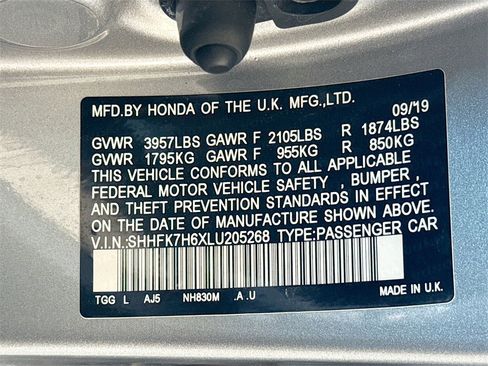 MFD.BY HONDA OF THE U.K. MFG.,LTD. 09/19
GVWR 3957LBS GAWR F 2105LBS R 1874LBS
GVWR 1795KG GAWR F 955KG R 850KG
THIS VEHICLE CONFORMS TO ALL APPLICABLE
FEDERAL MOTOR VEHICLE SAFETY , BUMPER ,
AND THEFT PREVENTION STANDARDS IN EFFECT
ON THE DATE OF MANUFACTURE SHOWN ABOVE.
V.I.N.:SHHFK7H6XLU205268 TYPE:PASSENGER CAR
TGG L AJ5 NH830M .A .U MADE IN U.K